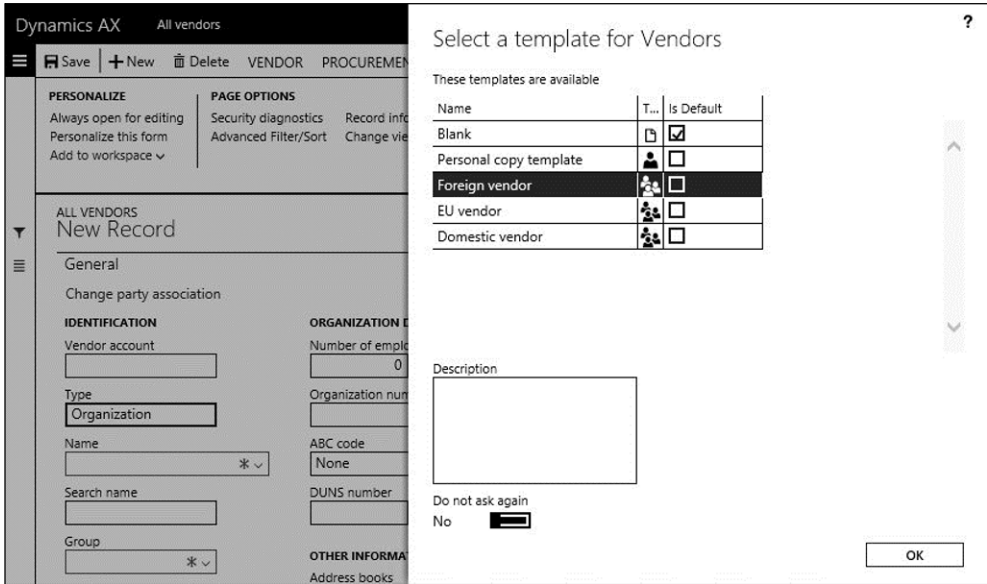 Dynamics AX All vendors
Save + New Delete VENDOR PROCUREMEN
PERSONALIZE
Always open for editing
Personalize this form
Add to workspace
PAGE OPTIONS
Security diagnostics Record info
Advanced Filter/Sort Change vie
ALL VENDORS
New Record
General
Change party association
IDENTIFICATION
Vendor account
Type
Organization
Name
*
Search name
Group
*
ORGANIZATION D
Number of emplo
0
Organization num
ABC code
None
DUNS number
OTHER INFORMA
Address books
?
Select a template for Vendors
These templates are available
Name T... Is Default
Blank
Personal copy template
Foreign vendor
EU vendor
Domestic vendor
Description
Do not ask again
No
OK